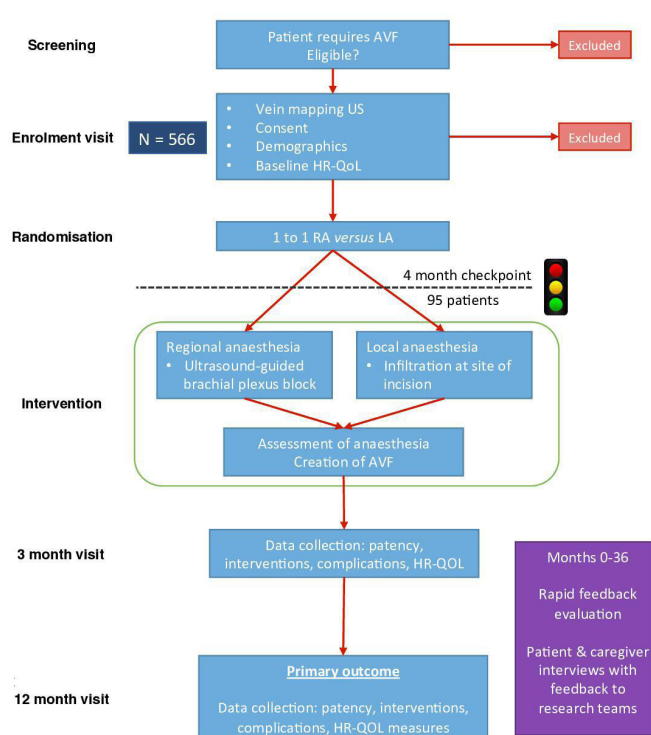 Screening
Patient requires AVF
Eligible?
Excluded
Enrolment visit
N = 566
• Vein mapping US
• Consent
• Demographics
• Baseline HR-QoL
Excluded
Randomisation
1 to 1 RA versus LA
4 month checkpoint
95 patients
Intervention
Regional anaesthesia
• Ultrasound-guided
brachial plexus block
Local anaesthesia
• Infiltration at site of
incision
Assessment of anaesthesia
Creation of AVF
3 month visit
Data collection: patency,
interventions, complications, HR-QOL
Months 0-36
Rapid feedback
evaluation
Patient & caregiver
interviews with
feedback to
research teams
12 month visit
Primary outcome
Data collection: patency, interventions,
complications, HR-QOL measures